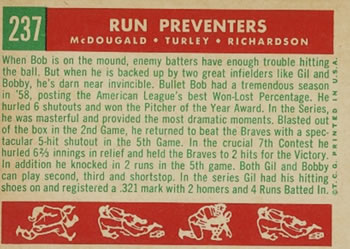 237
RUN PREVENTERS
McDOUGALD • TURLEY • RICHARDSON
When Bob is on the mound, enemy batters have enough trouble hitting
the ball. But when he is backed up by two great infielders like Gil and
Bobby, he's darn near invincible. Bullet Bob had a tremendous season
in '58, posting the American League's best Won-Lost Percentage. He
hurled 6 shutouts and won the Pitcher of the Year Award. In the Series,
he was masterful and provided the most dramatic moments. Blasted out
of the box in the 2nd Game, he returned to beat the Braves with a spec-
tacular 5-hit shutout in the 5th Game. In the crucial 7th Contest he
hurled 6⅔ innings in relief and held the Braves to 2 hits for the Victory.
In addition he knocked in 2 runs in the 5th game. Both Gil and Bobby
can play second, third and shortstop. In the series Gil had his hitting
shoes on and registered a .321 mark with 2 homers and 4 Runs Batted In.
©T.C.G. PRINTED IN U.S.A.